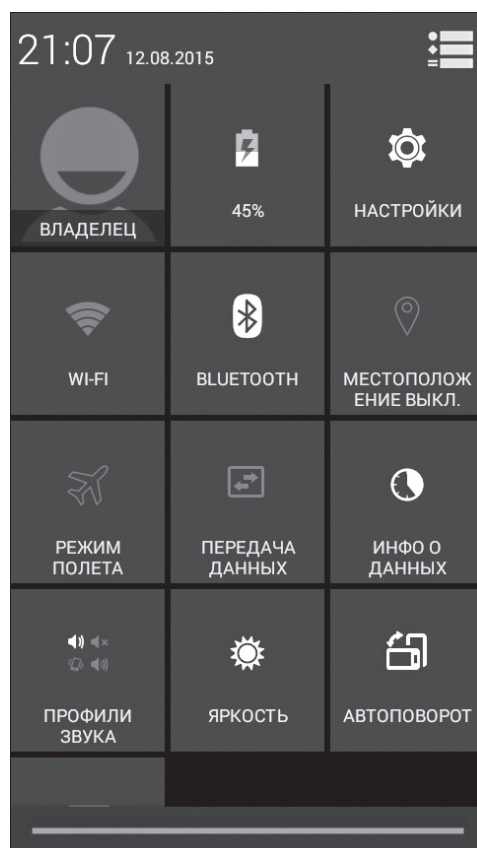 21:07 12.08.2015
ВЛАДЕЛЕЦ
45%
НАСТРОЙКИ
WI-FI
BLUETOOTH
МЕСТОПОЛОЖ
ЕНИЕ ВЫКЛ.
РЕЖИМ
ПОЛЕТА
ПЕРЕДАЧА
ДАННЫХ
ИНФО О
ДАННЫХ
ПРОФИЛИ
ЗВУКА
ЯРКОСТЬ
АВТОПОВОРОТ